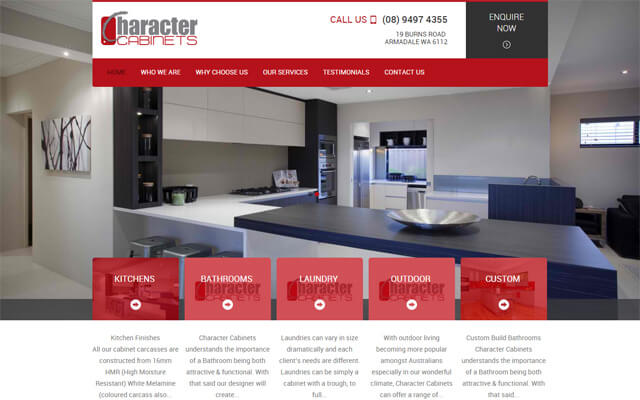 Character
CABINETS
CALL US (08) 9497 4355
19 BURNS ROAD
ARMADALE WA 6112
ENQUIRE
NOW
HOME WHO WE ARE WHY CHOOSE US OUR SERVICES TESTIMONIALS CONTACT US
KITCHENS
BATHROOMS
Character
CABINETS
LAUNDRY
Character
CABINETS
OUTDOOR
Character
CABINETS
CUSTOM
Kitchen Finishes
All our cabinet carcasses are
constructed from 16mm
HMR (High Moisture
Resistant) White Melamine
(coloured carcass also...
Character Cabinets
understands the importance
of a Bathroom being both
attractive & functional. With
that said our designer will
create...
Laundries can vary in size
dramatically and each
client's needs are different.
Laundries can be simply a
cabinet with a trough, to
full...
With outdoor living
becoming more popular
amongst Australians
especially in our wonderful
climate, Character Cabinets
can offer a range of...
Custom Build Bathrooms
Character Cabinets
understands the importance
of a Bathroom being both
attractive & functional. With
that said...